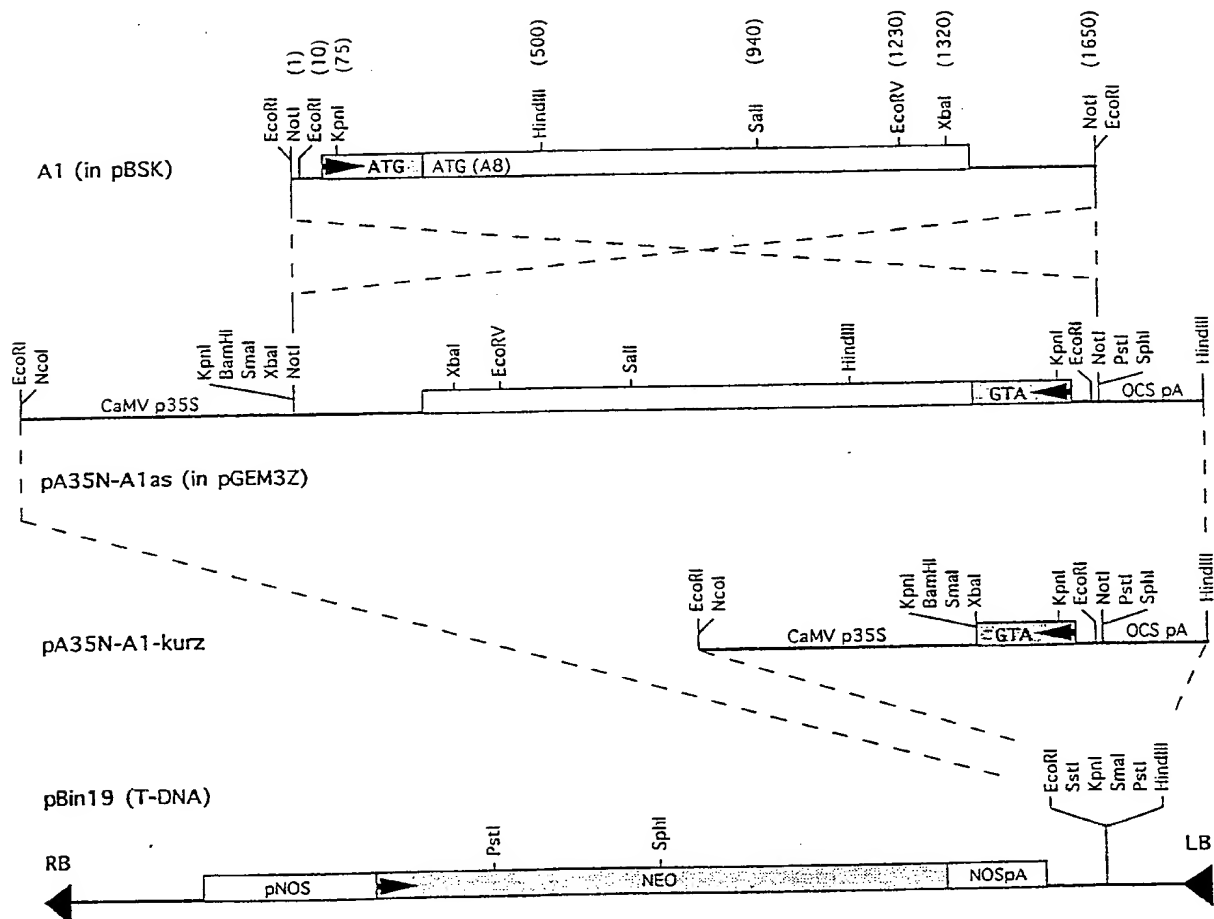 (1)
(10)
(75)
(500)
(940)
(1230)
(1320)
(1650)
EcoRI
NotI
EcoRI
KpnI
HindIII
SalI
EcoRV
XbaI
NotI
EcoRI
A1 (in pBSK)
ATG
ATG (A8)
EcoRI
NcoI
KpnI
BamHI
SmaI
XbaI
NotI
XbaI
EcoRV
SalI
HindIII
KpnI
EcoRI
NotI
PstI
SphI
HindIII
CaMV p35S
GTA
OCS pA
pA35N-A1as (in pGEM3Z)
EcoRI
NcoI
KpnI
BamHI
SmaI
XbaI
KpnI
EcoRI
NotI
PstI
SphI
HindIII
pA35N-A1-kurz
CaMV p35S
GTA
OCS pA
EcoRI
SstI
KpnI
SmaI
PstI
HindIII
pBin19 (T-DNA)
RB
PstI
SphI
LB
pNOS
NEO
NOSpA